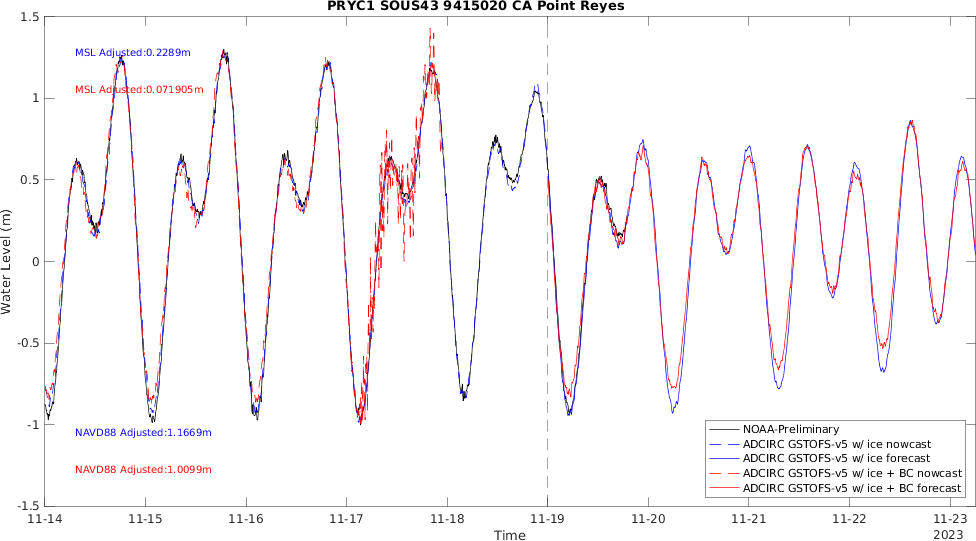 PRYC1 SOUS43 9415020 CA Point Reyes
1.5
MSL Adjusted:0.2289m
1
MSL Adjusted:0.071905m
0.5
Water Level (m)
0
-0.5
-1
NAVD88 Adjusted:1.1669m
NAVD88 Adjusted:1.0099m
-1.5
NOAA-Preliminary
ADCIRC GSTOFS-v5 w/ ice nowcast
ADCIRC GSTOFS-v5 w/ ice forecast
ADCIRC GSTOFS-v5 w/ ice + BC nowcast
ADCIRC GSTOFS-v5 w/ ice + BC forecast
11-14 11-15 11-16 11-17 11-18 11-19 11-20 11-21 11-22 11-23
Time 2023